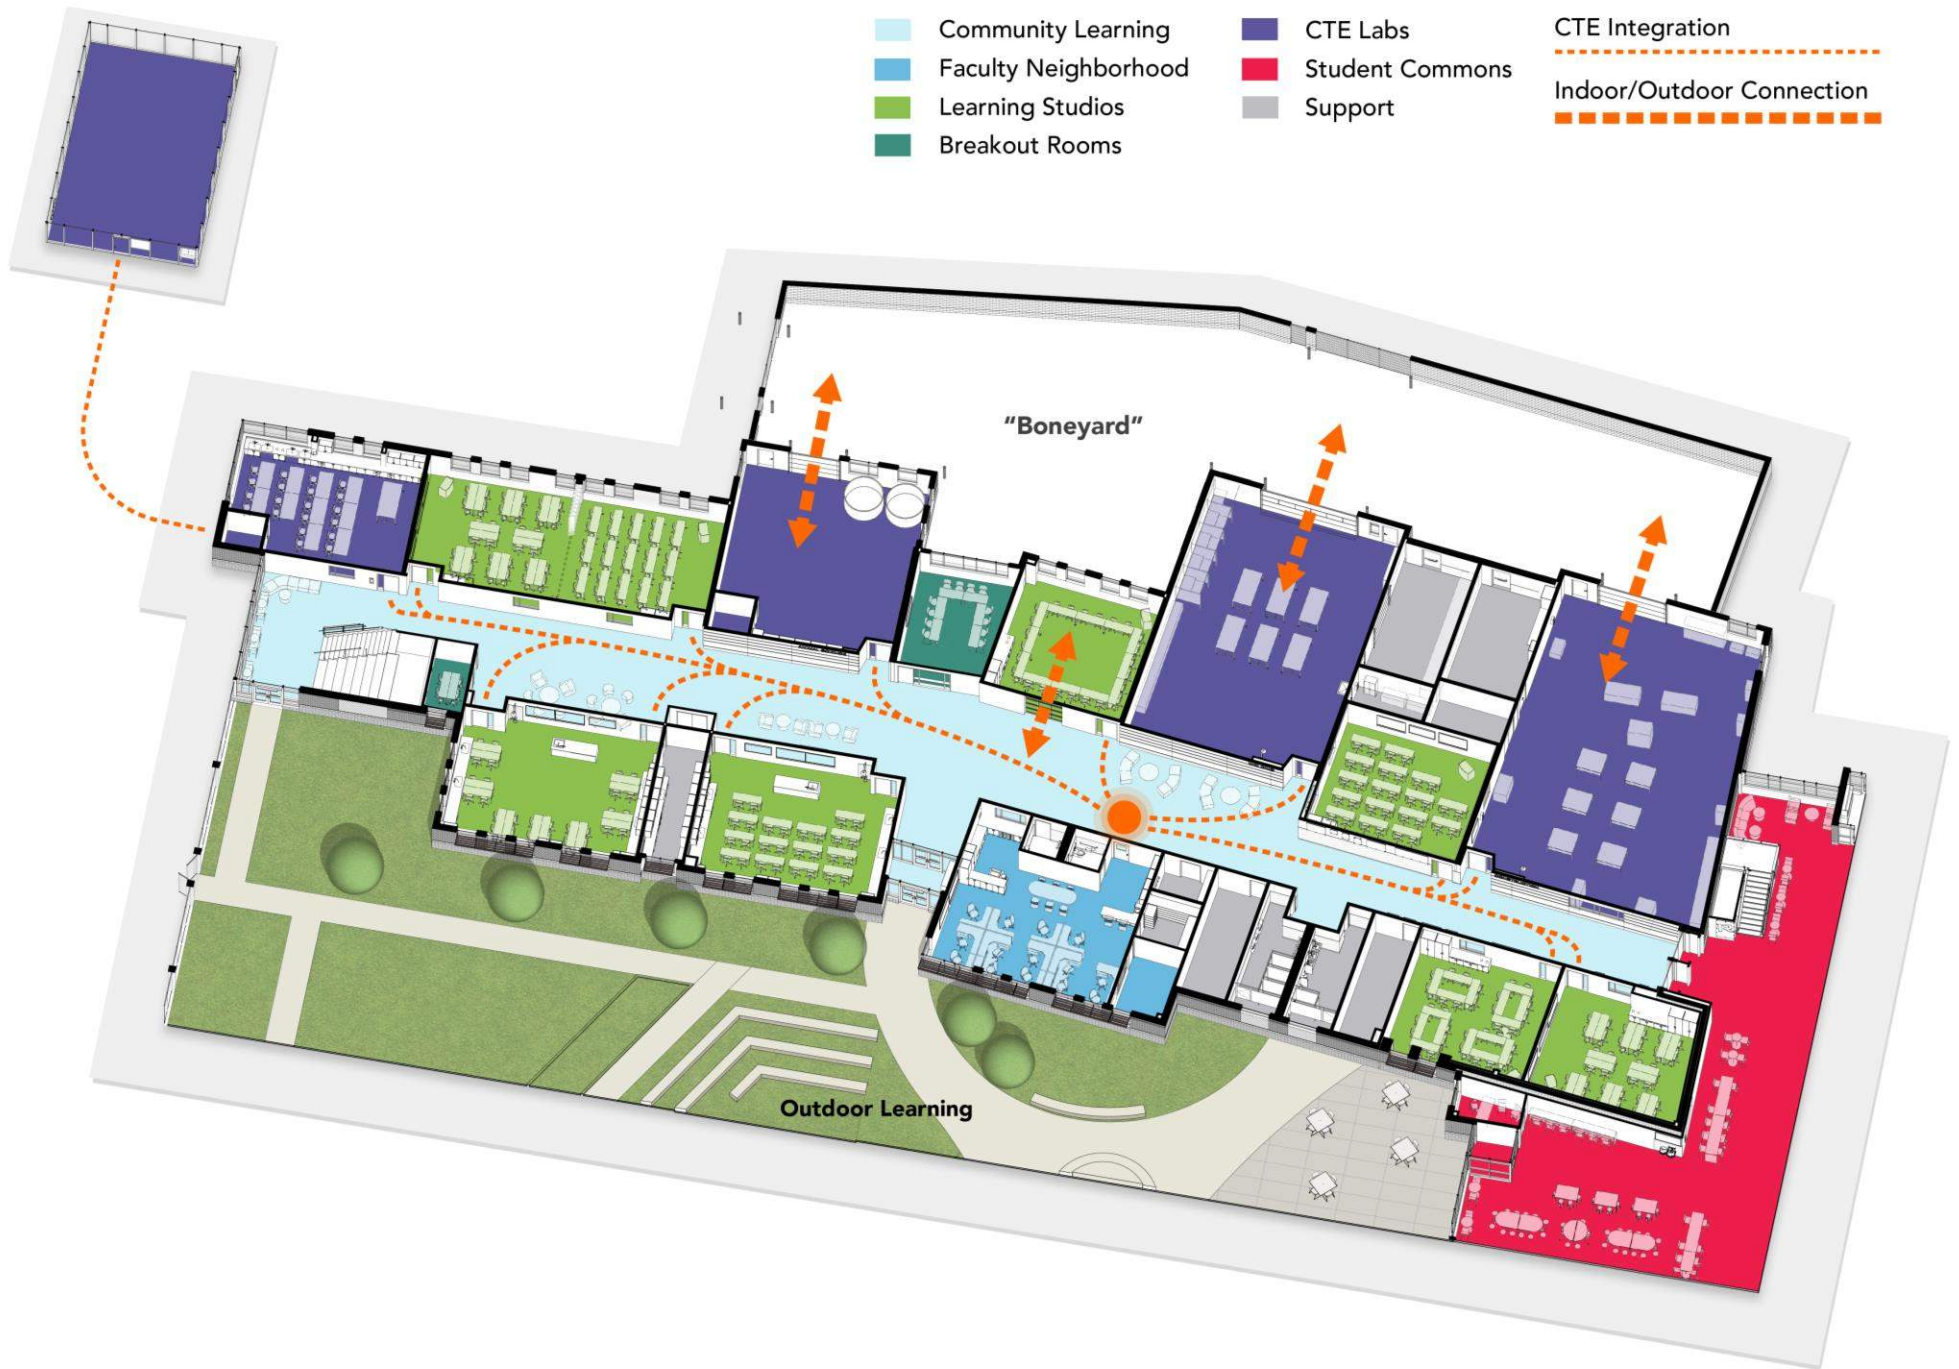 Community Learning
Faculty Neighborhood
Learning Studios
Breakout Rooms
CTE Labs
Student Commons
Support
CTE Integration
Indoor/Outdoor Connection
“Boneyard”
Outdoor Learning